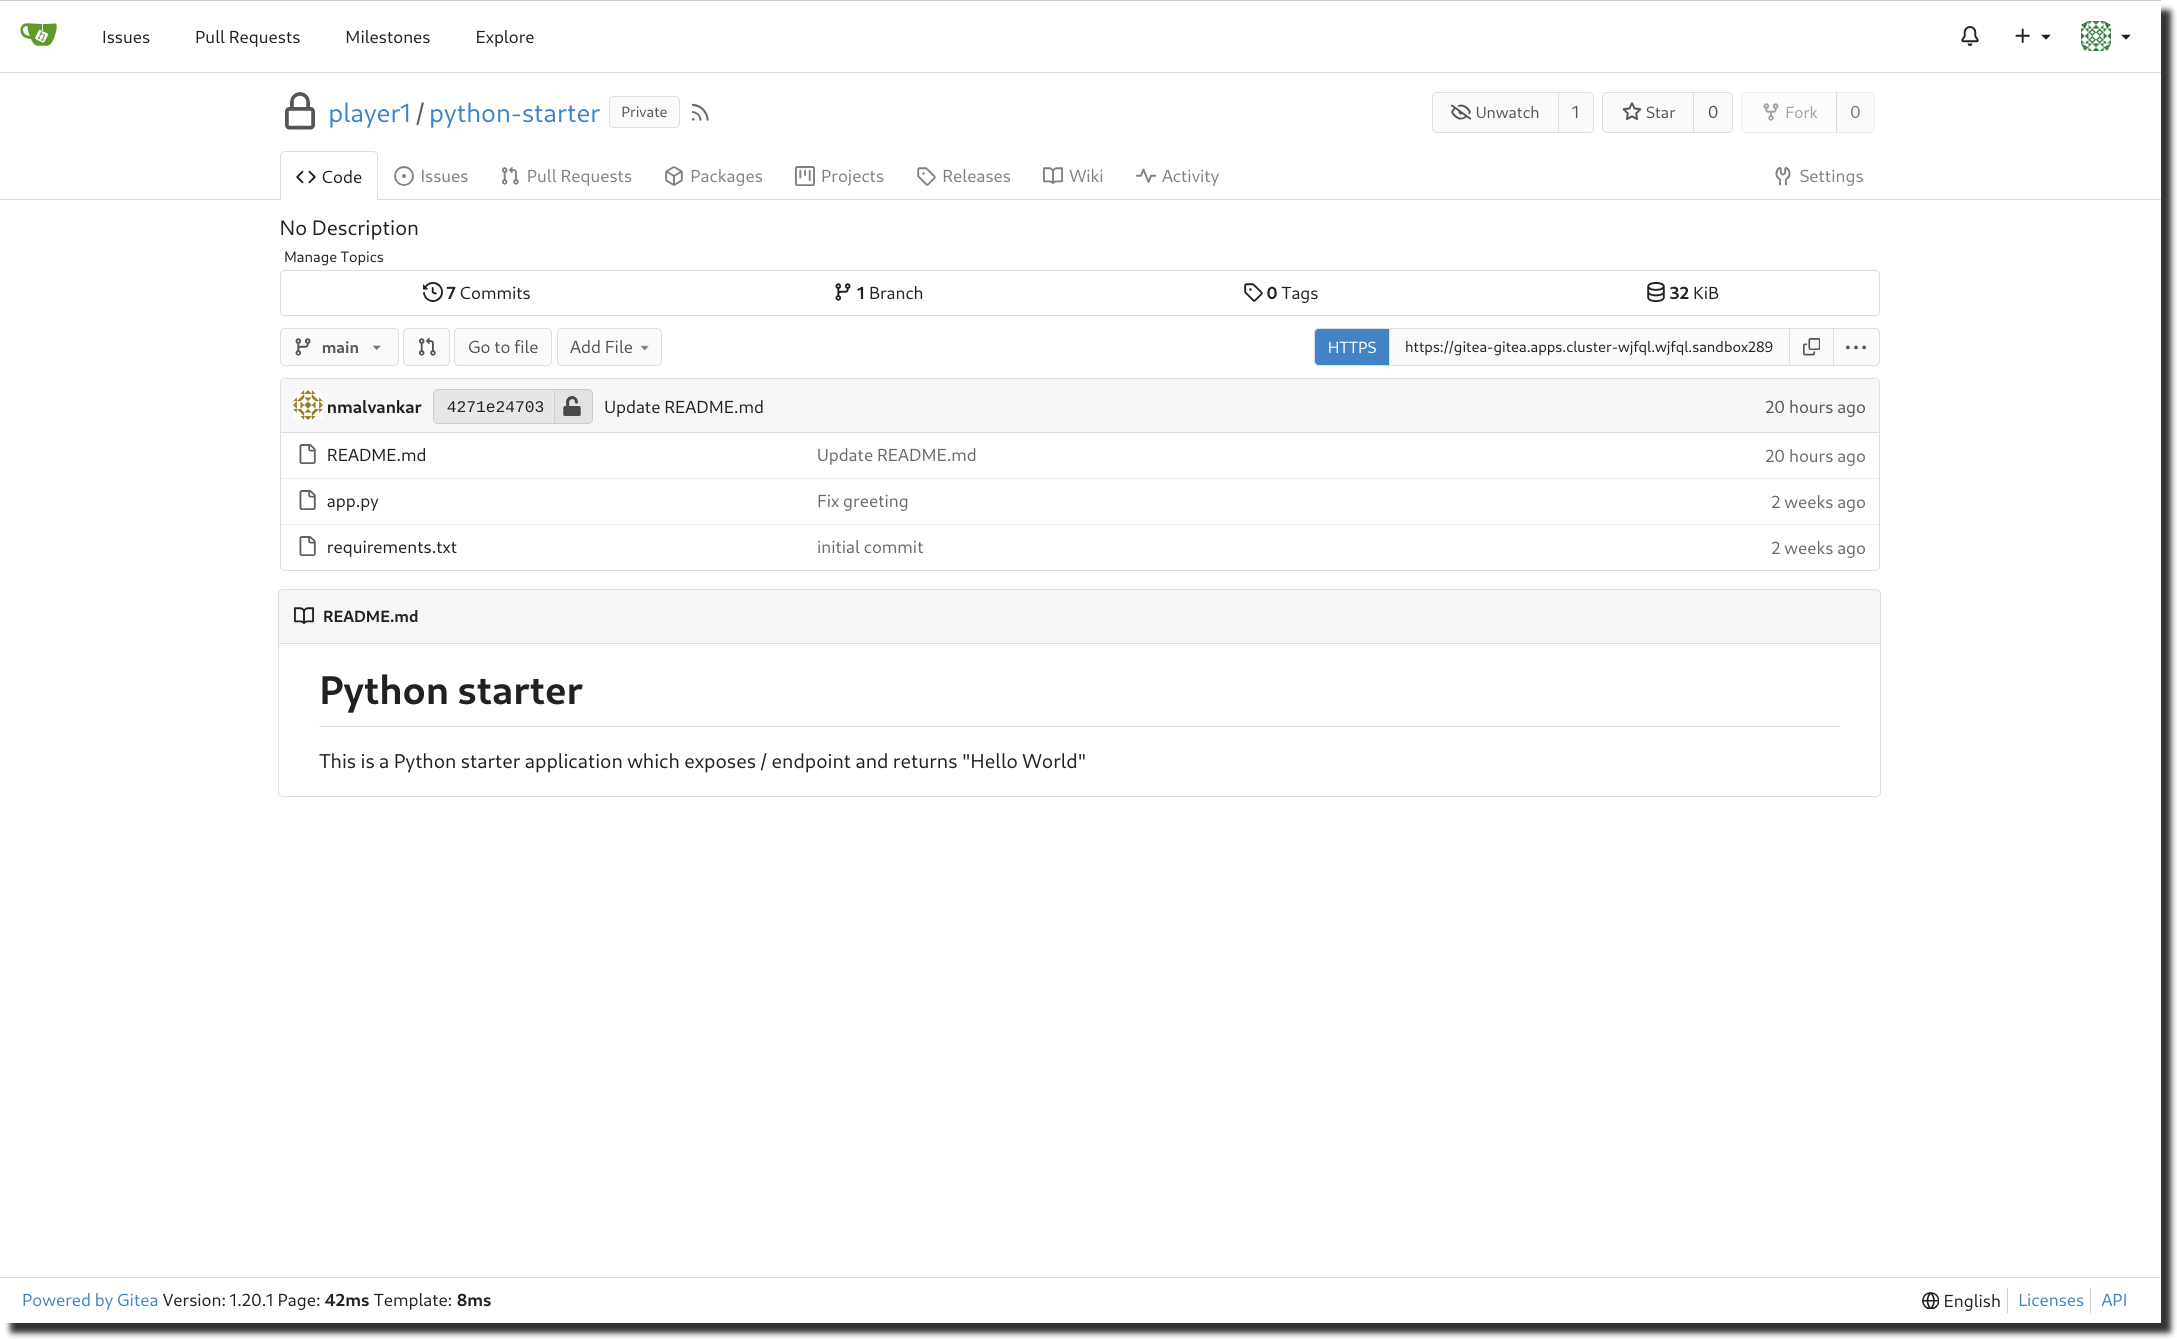 Issues Pull Requests Milestones Explore
player1 / python-starter Private Unwatch 1 Star 0 Fork 0
Code Issues Pull Requests Packages Projects Releases Wiki Activity Settings
No Description
Manage Topics
7 Commits 1 Branch 0 Tags 32 KiB
main Go to file Add File HTTPS https://gitea-gitea.apps.cluster-wjfql.wjfql.sandbox289
nmalvankar 4271e24703 Update README.md 20 hours ago
README.md Update README.md 20 hours ago
app.py Fix greeting 2 weeks ago
requirements.txt initial commit 2 weeks ago
README.md
Python starter
This is a Python starter application which exposes / endpoint and returns "Hello World"
Powered by Gitea Version: 1.20.1 Page: 42ms Template: 8ms English Licenses API